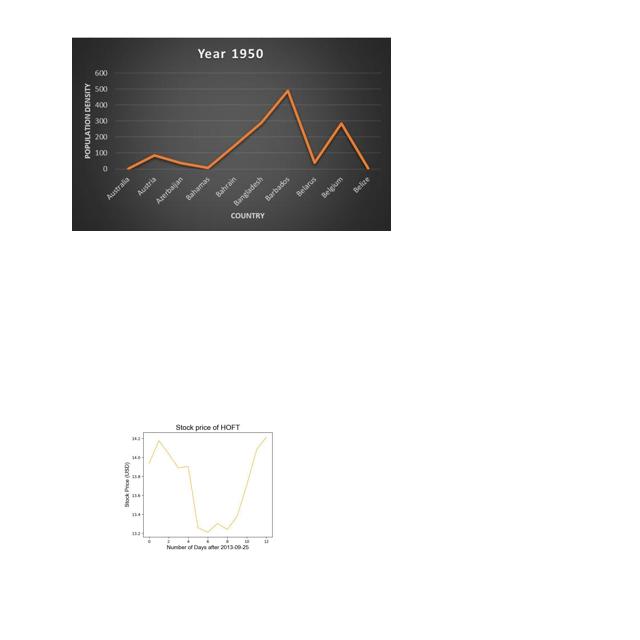 Year 1950
POPULATION DENSITY
600
500
400
300
200
100
0
Australia
Austria
Azerbaijan
Bahamas
Bahrain
Bangladesh
Barbados
Belarus
Belgium
Belize
COUNTRY
Stock price of HOFT
Stock Price (USD)
14.2
14.0
13.8
13.6
13.4
13.2
0 2 4 6 8 10 12
Number of Days after 2013-09-25